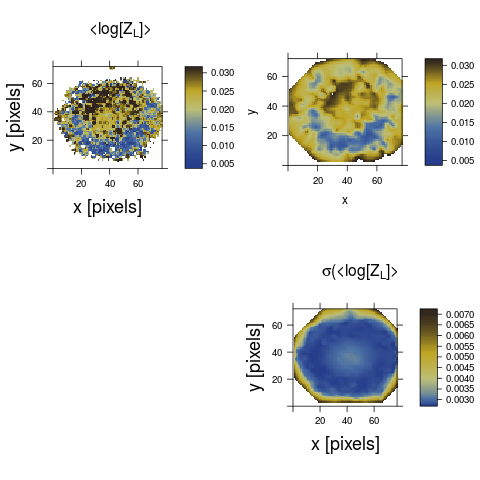 <log[Z_L]>
y [pixels]
60
40
20
20 40 60
x [pixels]
0.030
0.025
0.020
0.015
0.010
0.005
y
60
40
20
20 40 60
x
0.030
0.025
0.020
0.015
0.010
0.005
σ(<log[Z_L]>
y [pixels]
60
40
20
20 40 60
x [pixels]
0.0070
0.0065
0.0060
0.0055
0.0050
0.0045
0.0040
0.0035
0.0030